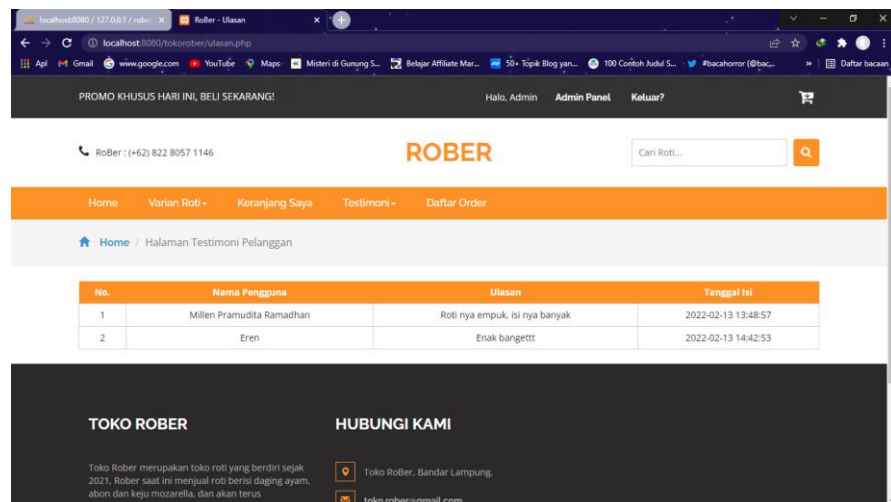 localhost:8080 / 127.0.0.1 / rober
RoBer - Ulasan
localhost:8080/tokorober/ulasan.php
Apl
Gmail
www.google.com
YouTube
Maps
Misteri di Gunung S...
Belajar Affiliate Mar...
50+ Topik Blog yan...
100 Contoh Judul S...
#bacahorror (@bac...
»
Daftar bacaan
PROMO KHUSUS HARI INI, BELI SEKARANG!
Halo, Admin
Admin Panel
Keluar?
RoBer : (+62) 822 8057 1146
ROBER
Cari Roti...
Home
Varian Roti
Keranjang Saya
Testimoni
Daftar Order
Home / Halaman Testimoni Pelanggan
No. Nama Pengguna Ulasan Tanggal Isi
1 Millen Pramudita Ramadhan Roti nya empuk, isi nya banyak 2022-02-13 13:48:57
2 Eren Enak bangettt 2022-02-13 14:42:53
TOKO ROBER
Toko Rober merupakan toko roti yang berdiri sejak
2021, Rober saat ini menjual roti berisi daging ayam,
abon dan keju mozarella, dan akan terus
HUBUNGI KAMI
Toko RoBer, Bandar Lampung.
toko.rober@gmail.com